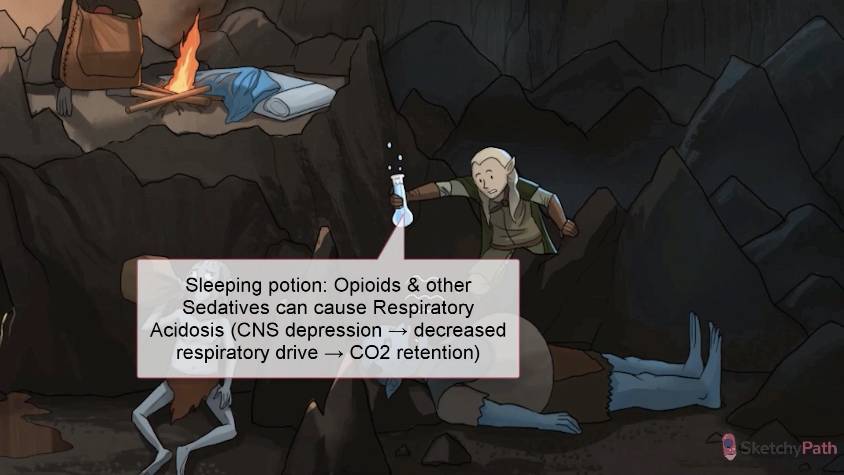 Sleeping potion: Opioids & other
Sedatives can cause Respiratory
Acidosis (CNS depression → decreased
respiratory drive → CO2 retention)
SketchyPath